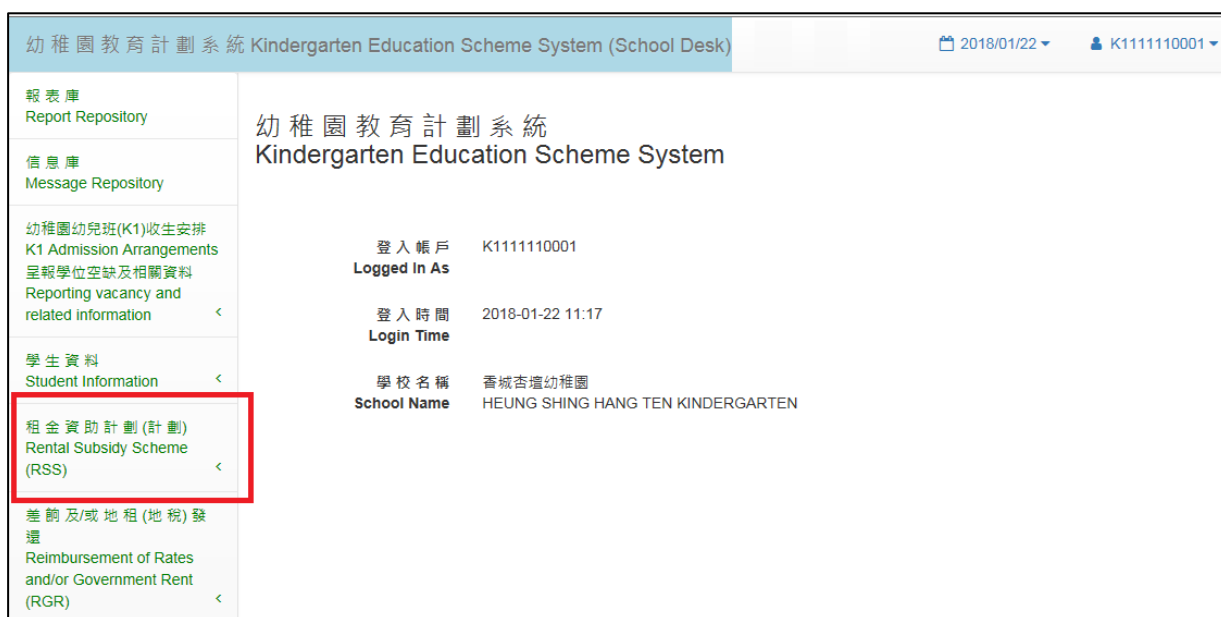 幼稚園教育計劃系統 Kindergarten Education Scheme System (School Desk)
2018/01/22
K1111110001
報表庫
Report Repository
信息庫
Message Repository
幼稚園幼兒班(K1)收生安排
K1 Admission Arrangements
呈報學位空缺及相關資料
Reporting vacancy and
related information <
學生資料
Student Information <
租金資助計劃(計劃)
Rental Subsidy Scheme
(RSS) <
差餉及/或地租(地稅)發
還
Reimbursement of Rates
and/or Government Rent
(RGR) <
幼稚園教育計劃系統
Kindergarten Education Scheme System
登入帳戶 K1111110001
Logged In As
登入時間 2018-01-22 11:17
Login Time
學校名稱 香城杏壇幼稚園
School Name HEUNG SHING HANG TEN KINDERGARTEN